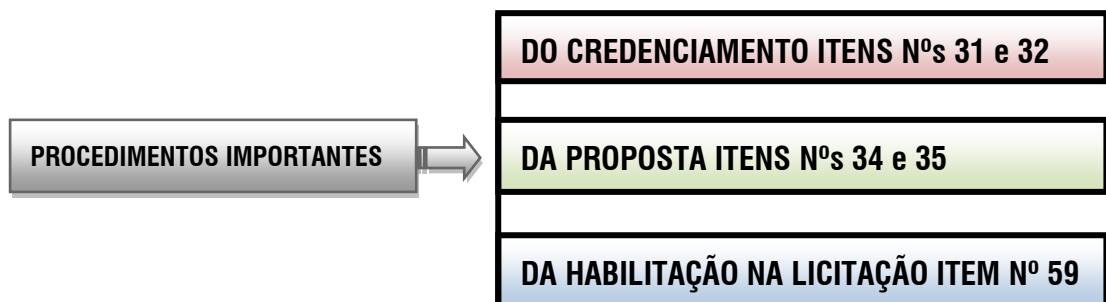 DO CREDENCIAMENTO ITENS Nºs 31 e 32
PROCEDIMENTOS IMPORTANTES
DA PROPOSTA ITENS Nºs 34 e 35
DA HABILITAÇÃO NA LICITAÇÃO ITEM Nº 59